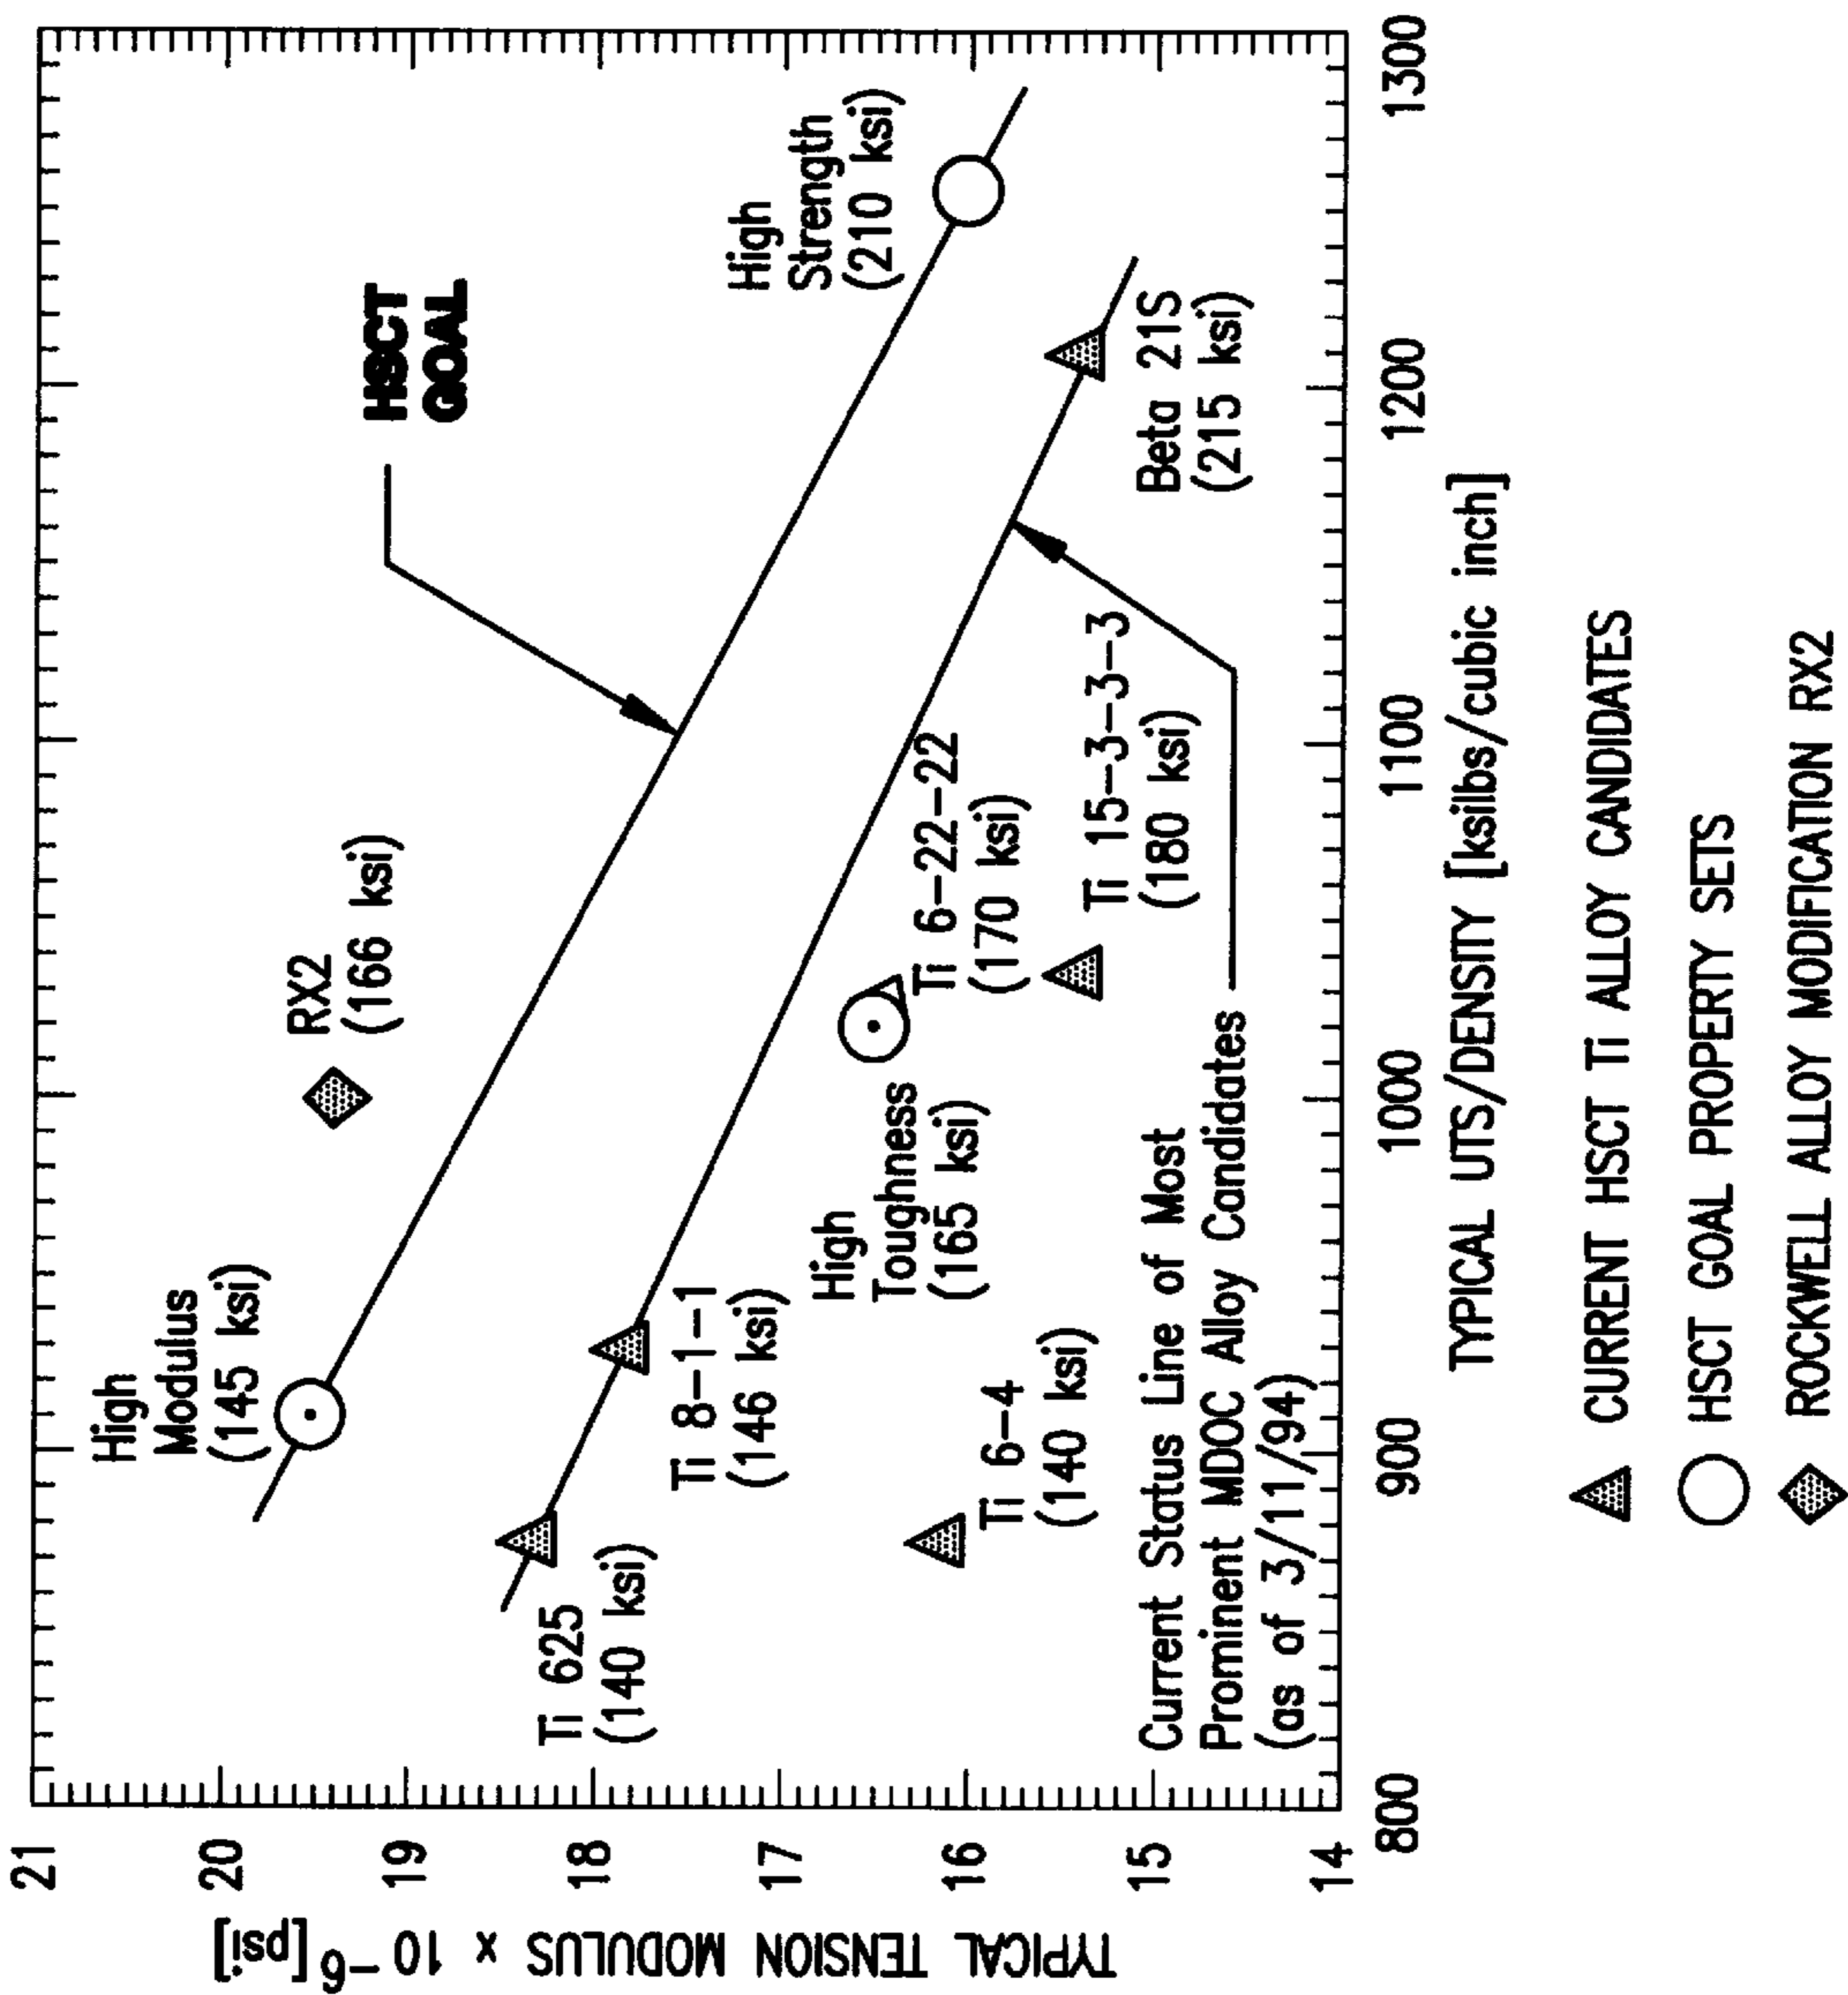 21
20
19
18
17
16
15
14
TYPICAL TENSION MODULUS x 10⁻⁶[psi]
High
Modulus
(145 ksi)
RX2
(166 ksi)
HSCT
GOAL
High
Strength
(210 ksi)
Ti 625
(140 ksi)
Ti 8-1-1
(146 ksi)
High
Toughness
(165 ksi)
Ti 6-22-22
(170 ksi)
Ti 15-3-3-3
(180 ksi)
Beta 21S
(215 ksi)
Ti 6-4
(140 ksi)
Current Status Line of Most
Prominent MDOC Alloy Candidates
(as of 3/11/94)
800 900 1000 1100 1200 1300
TYPICAL UTS/DENSITY [ksilbs/cubic inch]
CURRENT HSCT Ti ALLOY CANDIDATES
HSCT GOAL PROPERTY SETS
ROCKWELL ALLOY MODIFICATION RX2